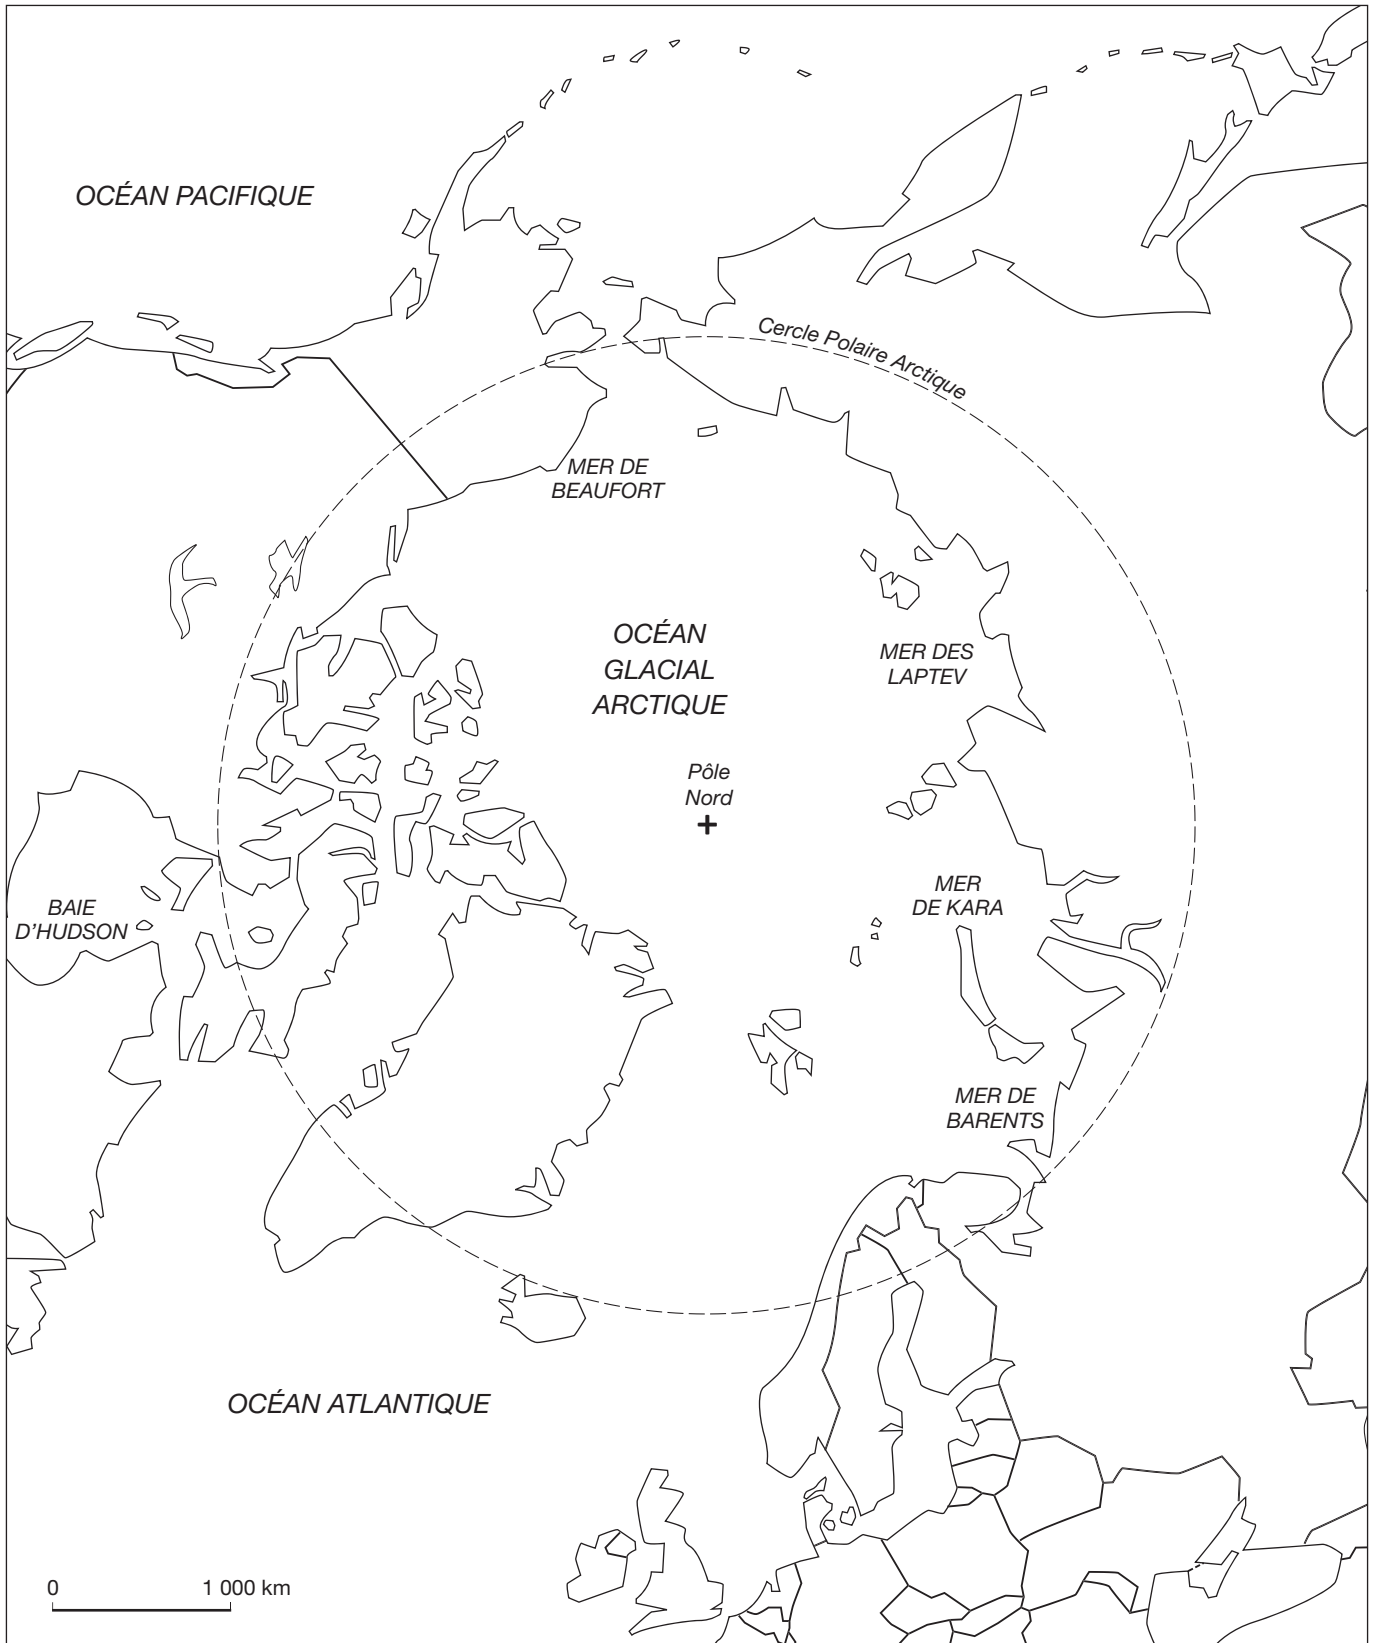 OCÉAN PACIFIQUE
Cercle Polaire Arctique
MER DE
BEAUFORT
OCÉAN
GLACIAL
ARCTIQUE
MER DES
LAPTEV
Pôle
Nord
MER
DE KARA
BAIE
D'HUDSON
MER DE
BARENTS
OCÉAN ATLANTIQUE
0 1 000 km